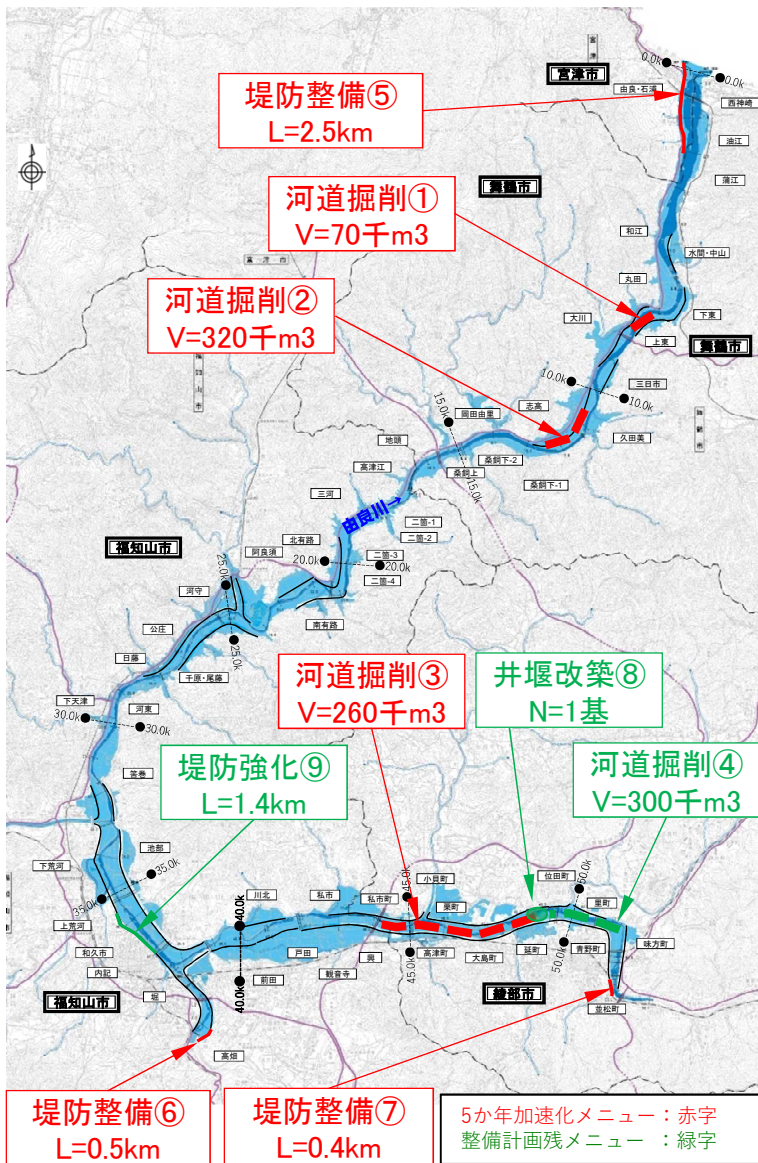 宮津市
0.0k
0.0k
由良・石浦
西神崎
堤防整備⑤
L=2.5km
油江
蒲江
舞鶴市
河道掘削①
V=70千m3
和江
水間・中山
丸田
河道掘削②
V=320千m3
大川
下東
上東
舞鶴市
10.0k
三日市
10.0k
15.0k
岡田由里
志高
久田美
地頭
桑飼下-2
桑飼上
15.0k
高津江
桑飼下-1
三河
由良川→
二箇-1
二箇-2
北有路
福知山市
阿良須
20.0k
二箇-3
20.0k
二箇-4
25.0k
河守
南有路
公庄
25.0k
日藤
千原・尾藤
河道掘削③
V=260千m3
井堰改築⑧
N=1基
下天津
30.0k
河東
30.0k
堤防強化⑨
L=1.4km
河道掘削④
V=300千m3
筈巻
池部
下荒河
35.0k
35.0k
上荒河
川北
私市
私市町
45.0k
小貝町
栗町
位田町
50.0k
里町
40.0k
和久市
内記
戸田
観音寺
興
45.0k
高津町
大島町
延町
50.0k
青野町
味方町
福知山市
堀
40.0k
前田
綾部市
並松町
高畑
堤防整備⑥
L=0.5km
堤防整備⑦
L=0.4km
5か年加速化メニュー：赤字
整備計画残メニュー ：緑字